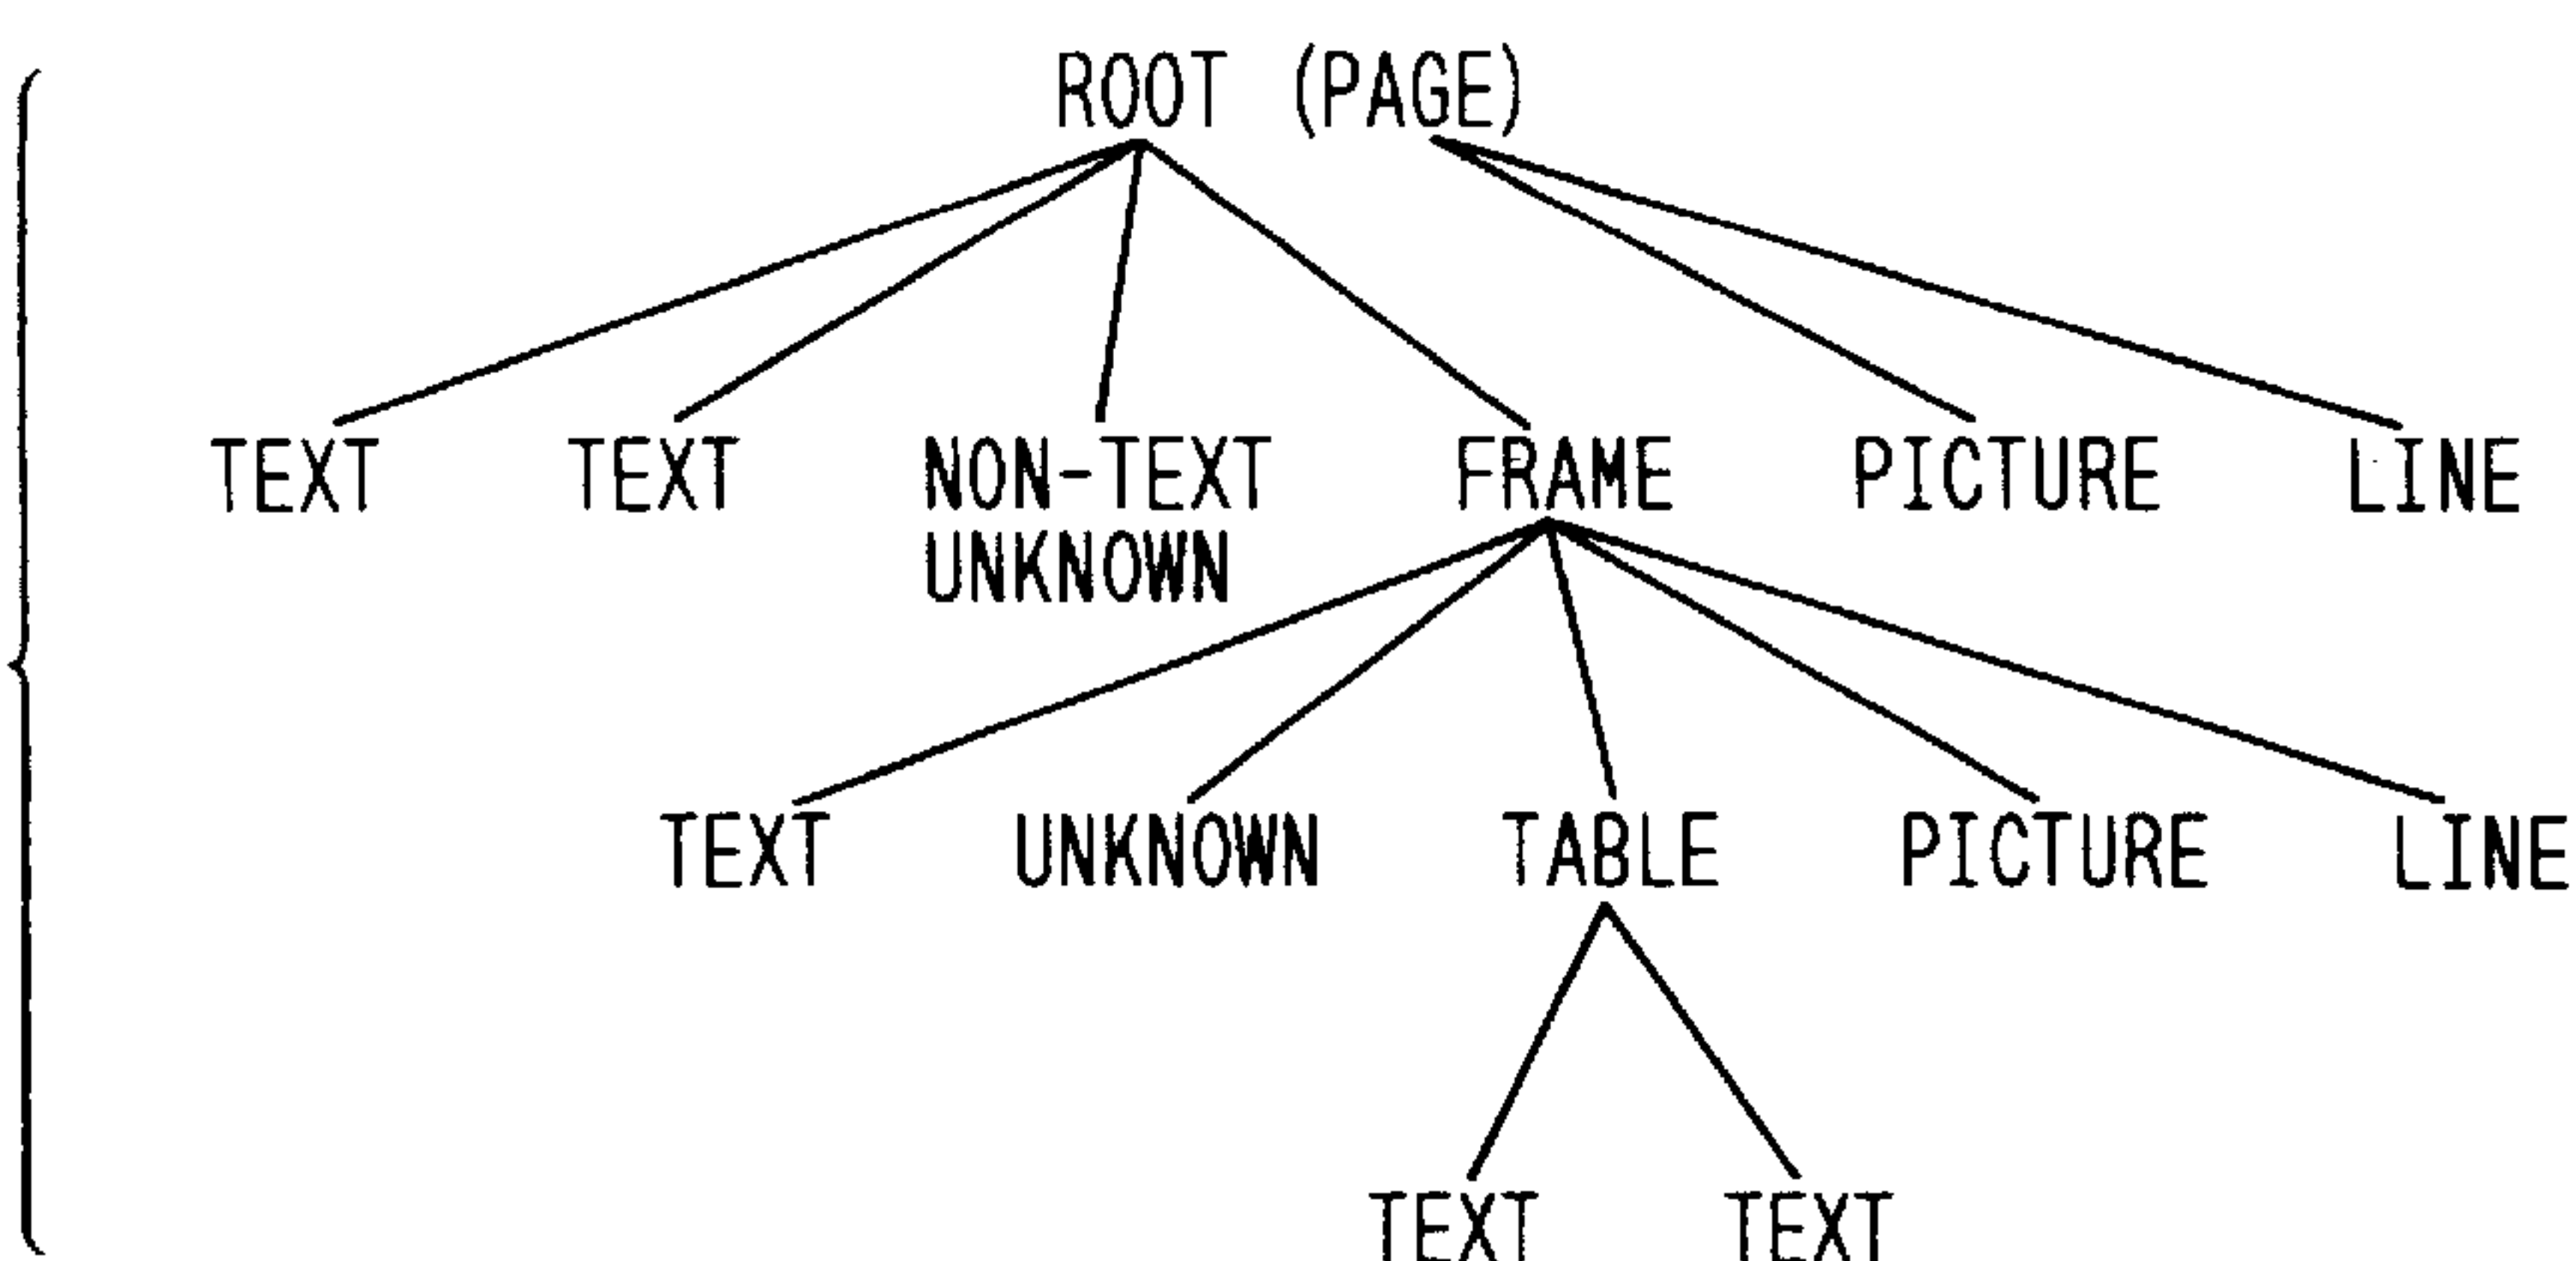 ROOT (PAGE)
TEXT TEXT NON-TEXT FRAME PICTURE LINE
UNKNOWN
TEXT UNKNOWN TABLE PICTURE LINE
TEXT TEXT